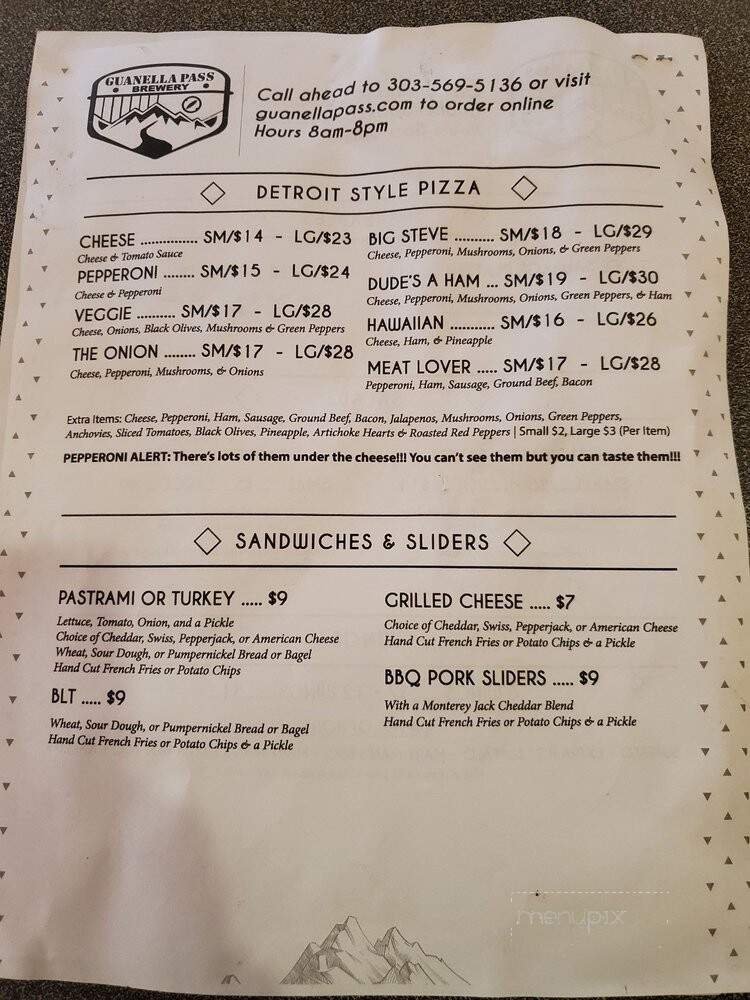 GUANELLA PASS
BREWERY
Call ahead to 303-569-5136 or visit
guanellapass.com to order online
Hours 8am-8pm
DETROIT STYLE PIZZA
CHEESE ............... SM/$14 - LG/$23
Cheese & Tomato Sauce
PEPPERONI ........ SM/$15 - LG/$24
Cheese & Pepperoni
VEGGIE .......... SM/$17 - LG/$28
Cheese, Onions, Black Olives, Mushrooms & Green Peppers
THE ONION ........ SM/$17 - LG/$28
Cheese, Pepperoni, Mushrooms, & Onions
BIG STEVE .......... SM/$18 - LG/$29
Cheese, Pepperoni, Mushrooms, Onions, & Green Peppers
DUDE'S A HAM ... SM/$19 - LG/$30
Cheese, Pepperoni, Mushrooms, Onions, Green Peppers, & Ham
HAWAIIAN ........... SM/$16 - LG/$26
Cheese, Ham, & Pineapple
MEAT LOVER ..... SM/$17 - LG/$28
Pepperoni, Ham, Sausage, Ground Beef, Bacon
Extra Items: Cheese, Pepperoni, Ham, Sausage, Ground Beef, Bacon, Jalapenos, Mushrooms, Onions, Green Peppers,
Anchovies, Sliced Tomatoes, Black Olives, Pineapple, Artichoke Hearts & Roasted Red Peppers | Small $2, Large $3 (Per Item)
PEPPERONI ALERT: There's lots of them under the cheese!!! You can't see them but you can taste them!!!
SANDWICHES & SLIDERS
PASTRAMI OR TURKEY ..... $9
Lettuce, Tomato, Onion, and a Pickle
Choice of Cheddar, Swiss, Pepperjack, or American Cheese
Wheat, Sour Dough, or Pumpernickel Bread or Bagel
Hand Cut French Fries or Potato Chips
BLT ..... $9
Wheat, Sour Dough, or Pumpernickel Bread or Bagel
Hand Cut French Fries or Potato Chips & a Pickle
GRILLED CHEESE ..... $7
Choice of Cheddar, Swiss, Pepperjack, or American Cheese
Hand Cut French Fries or Potato Chips & a Pickle
BBQ PORK SLIDERS ..... $9
With a Monterey Jack Cheddar Blend
Hand Cut French Fries or Potato Chips & a Pickle
menupix